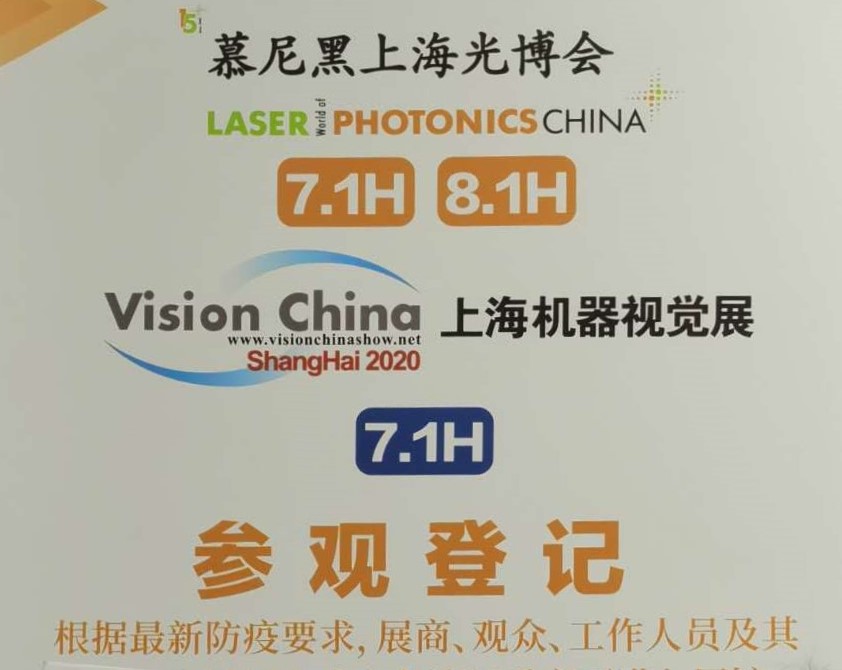 15
慕尼黑上海光博会
LASER World of PHOTONICS CHINA
7.1H 8.1H
Vision China
www.visionchinashow.net
ShangHai 2020
上海机器视觉展
7.1H
参观登记
根据最新防疫要求,展商、观众、工作人员及其